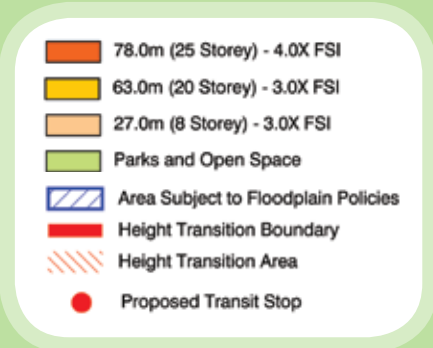 78.0m (25 Storey) - 4.0X FSI
63.0m (20 Storey) - 3.0X FSI
27.0m (8 Storey) - 3.0X FSI
Parks and Open Space
Area Subject to Floodplain Policies
Height Transition Boundary
Height Transition Area
Proposed Transit Stop